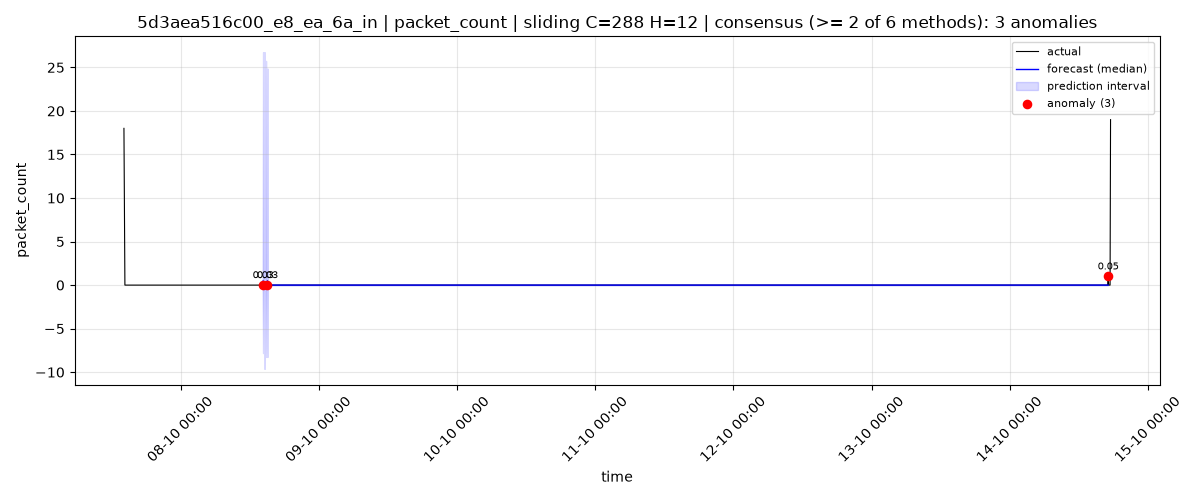 5d3aea516c00_e8_ea_6a_in | packet_count | sliding C=288 H=12 | consensus (>= 2 of 6 methods): 3 anomalies
actual
forecast (median)
prediction interval
anomaly (3)
25
20
15
10
5
0
−5
−10
packet_count
0.05
08-10 00:00
09-10 00:00
10-10 00:00
11-10 00:00
12-10 00:00
13-10 00:00
14-10 00:00
15-10 00:00
time